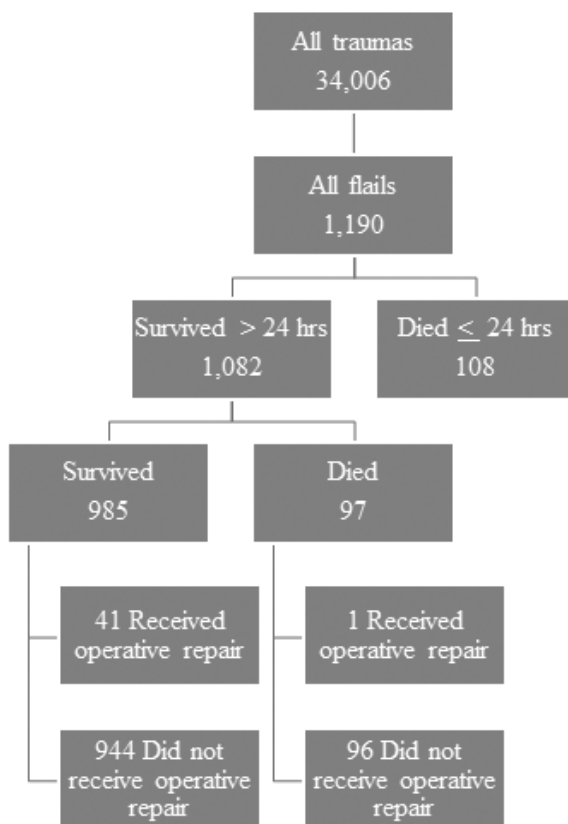 All traumas
34,006
All flails
1,190
Survived > 24 hrs
1,082
Died ≤ 24 hrs
108
Survived
985
Died
97
41 Received
operative repair
1 Received
operative repair
944 Did not
receive operative
repair
96 Did not
receive operative
repair